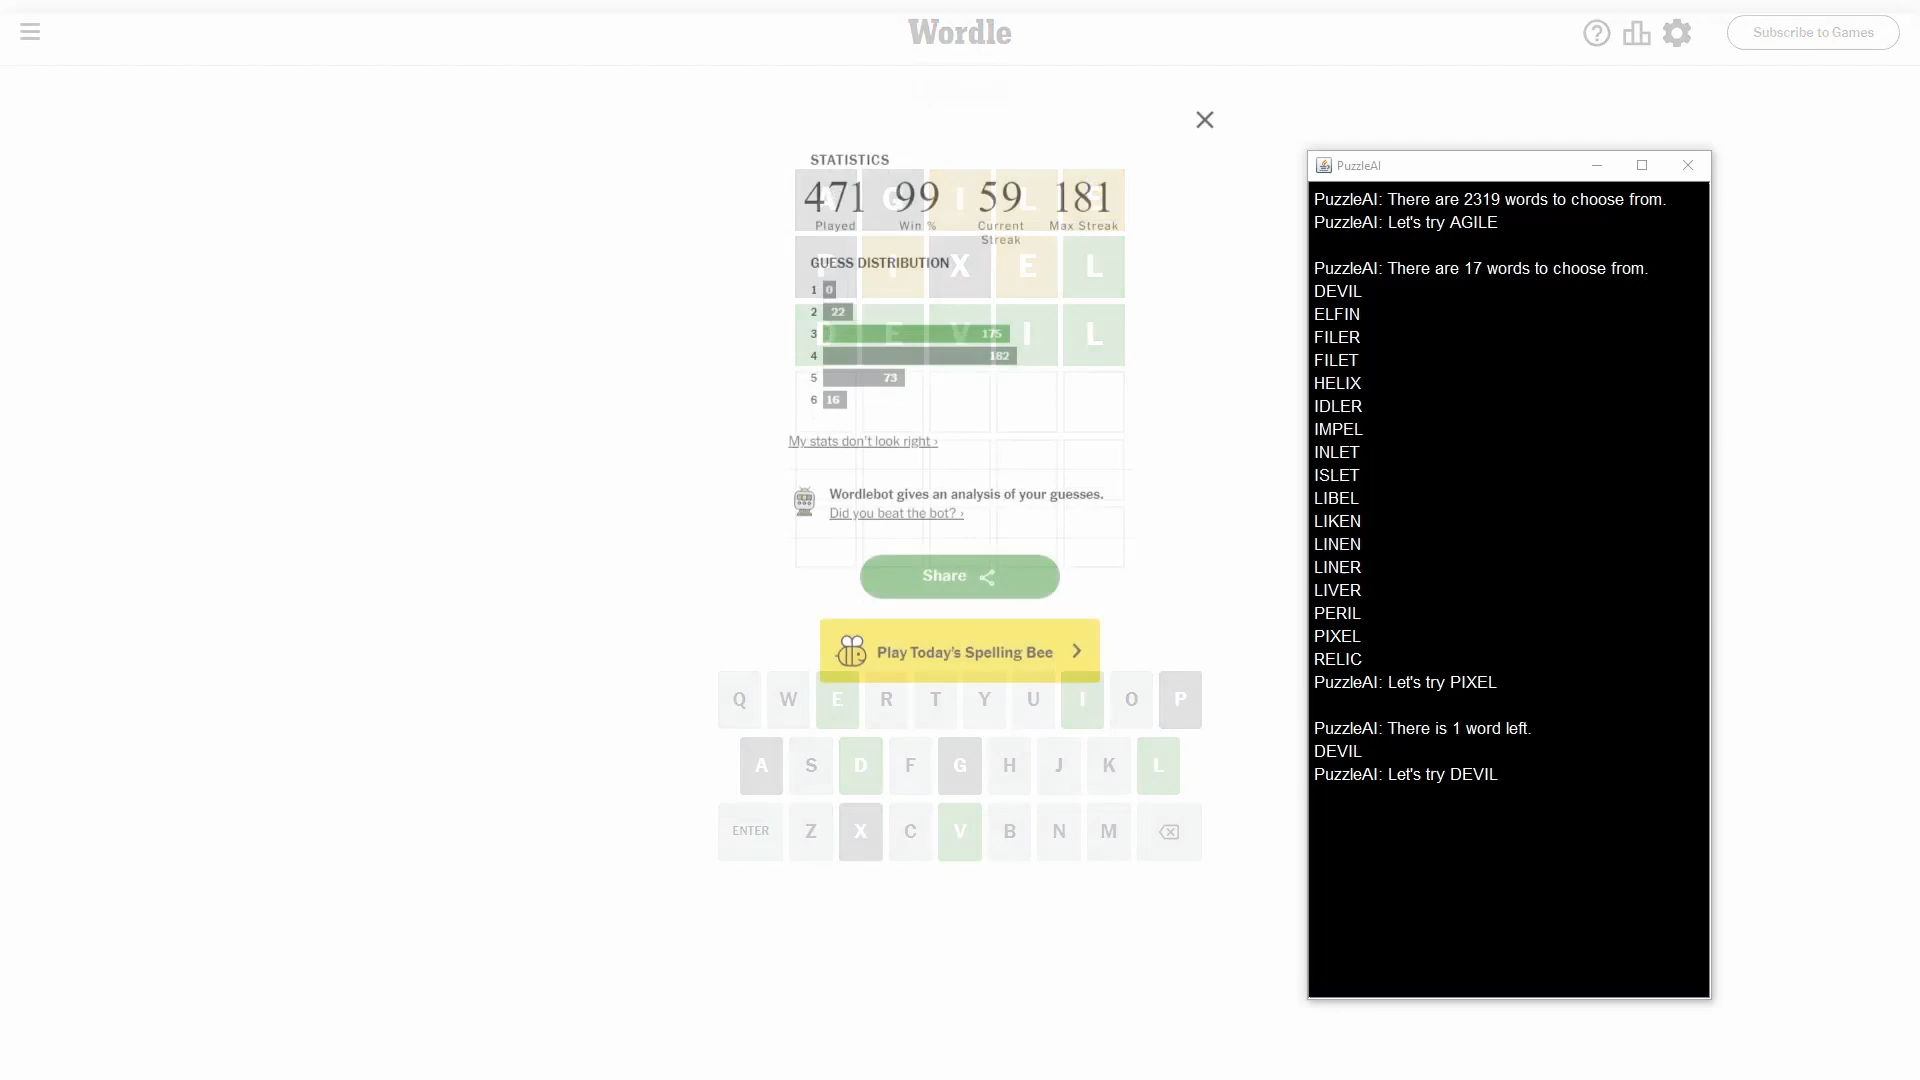 Wordle
Subscribe to Games
STATISTICS
471 99 59 181
Played Win % Current Streak Max Streak
A G I L E
P I X E L
D E V I L
GUESS DISTRIBUTION
1 0
2 22
3 175
4 182
5 73
6 16
My stats don't look right ›
Wordlebot gives an analysis of your guesses.
Did you beat the bot? ›
Share
Play Today's Spelling Bee
Q W E R T Y U I O P
A S D F G H J K L
ENTER Z X C V B N M
PuzzleAI
PuzzleAI: There are 2319 words to choose from.
PuzzleAI: Let's try AGILE
PuzzleAI: There are 17 words to choose from.
DEVIL
ELFIN
FILER
FILET
HELIX
IDLER
IMPEL
INLET
ISLET
LIBEL
LIKEN
LINEN
LINER
LIVER
PERIL
PIXEL
RELIC
PuzzleAI: Let's try PIXEL
PuzzleAI: There is 1 word left.
DEVIL
PuzzleAI: Let's try DEVIL